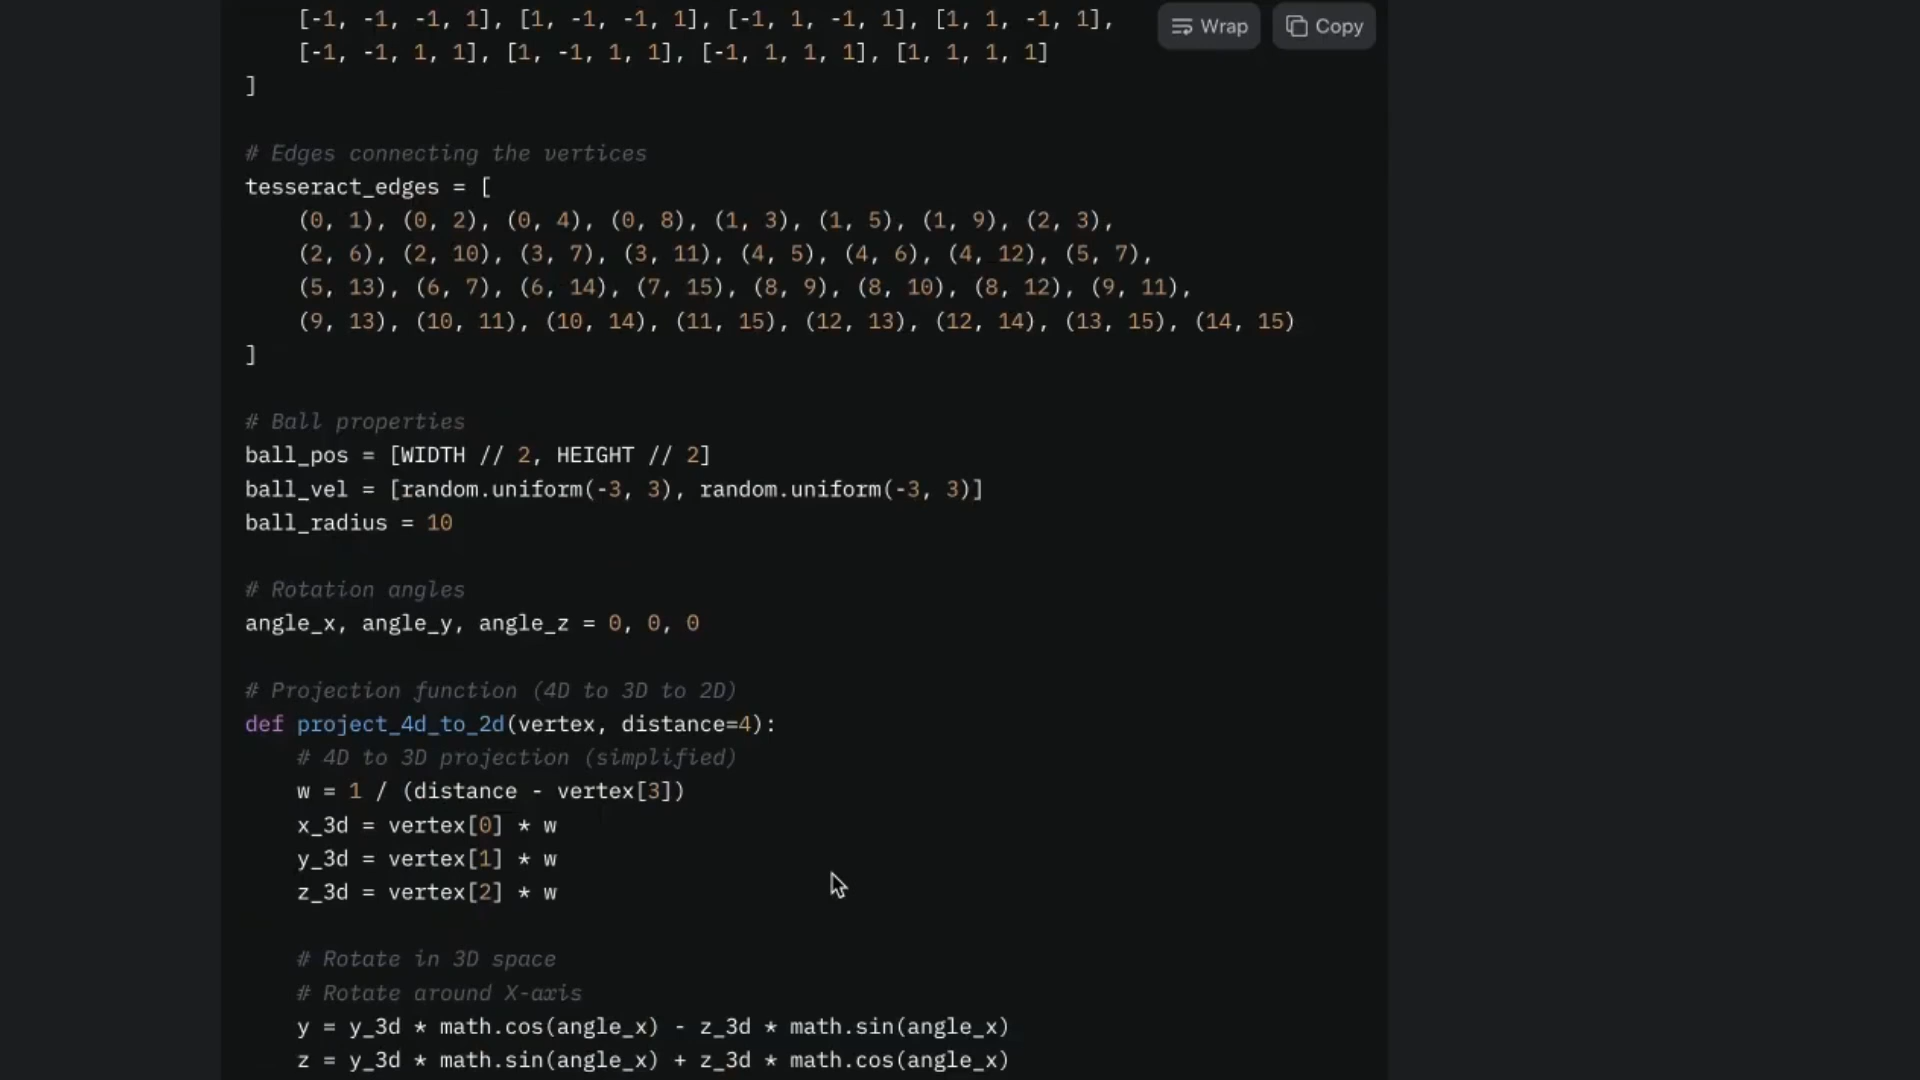 [-1, -1, -1, 1], [1, -1, -1, 1], [-1, 1, -1, 1], [1, 1, -1, 1],
Wrap Copy
[-1, -1, 1, 1], [1, -1, 1, 1], [-1, 1, 1, 1], [1, 1, 1, 1]
]
# Edges connecting the vertices
tesseract_edges = [
(0, 1), (0, 2), (0, 4), (0, 8), (1, 3), (1, 5), (1, 9), (2, 3),
(2, 6), (2, 10), (3, 7), (3, 11), (4, 5), (4, 6), (4, 12), (5, 7),
(5, 13), (6, 7), (6, 14), (7, 15), (8, 9), (8, 10), (8, 12), (9, 11),
(9, 13), (10, 11), (10, 14), (11, 15), (12, 13), (12, 14), (13, 15), (14, 15)
]
# Ball properties
ball_pos = [WIDTH // 2, HEIGHT // 2]
ball_vel = [random.uniform(-3, 3), random.uniform(-3, 3)]
ball_radius = 10
# Rotation angles
angle_x, angle_y, angle_z = 0, 0, 0
# Projection function (4D to 3D to 2D)
def project_4d_to_2d(vertex, distance=4):
# 4D to 3D projection (simplified)
w = 1 / (distance - vertex[3])
x_3d = vertex[0] * w
y_3d = vertex[1] * w
z_3d = vertex[2] * w
# Rotate in 3D space
# Rotate around X-axis
y = y_3d * math.cos(angle_x) - z_3d * math.sin(angle_x)
z = y_3d * math.sin(angle_x) + z_3d * math.cos(angle_x)